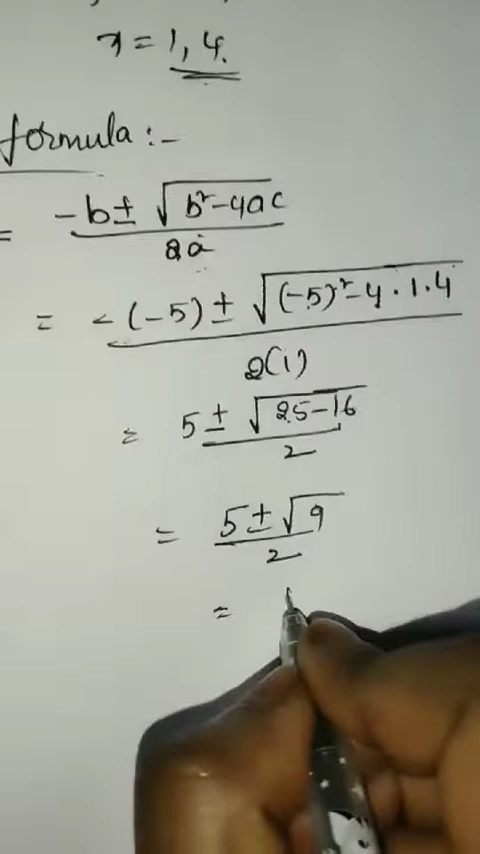 x = 1, 4.
formula :-
= -b ± √b²-4ac / 2a
= -(-5) ± √(-5)²-4·1·4 / 2(1)
= 5 ± √25-16 / 2
= 5 ± √9 / 2
=